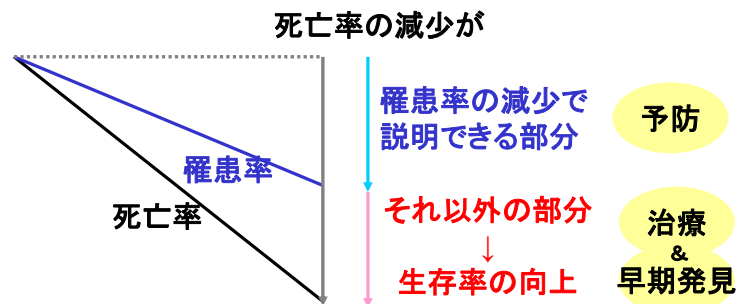 死亡率の減少が
罹患率の減少で
説明できる部分
予防
罹患率
死亡率
それ以外の部分
↓
生存率の向上
治療
&
早期発見